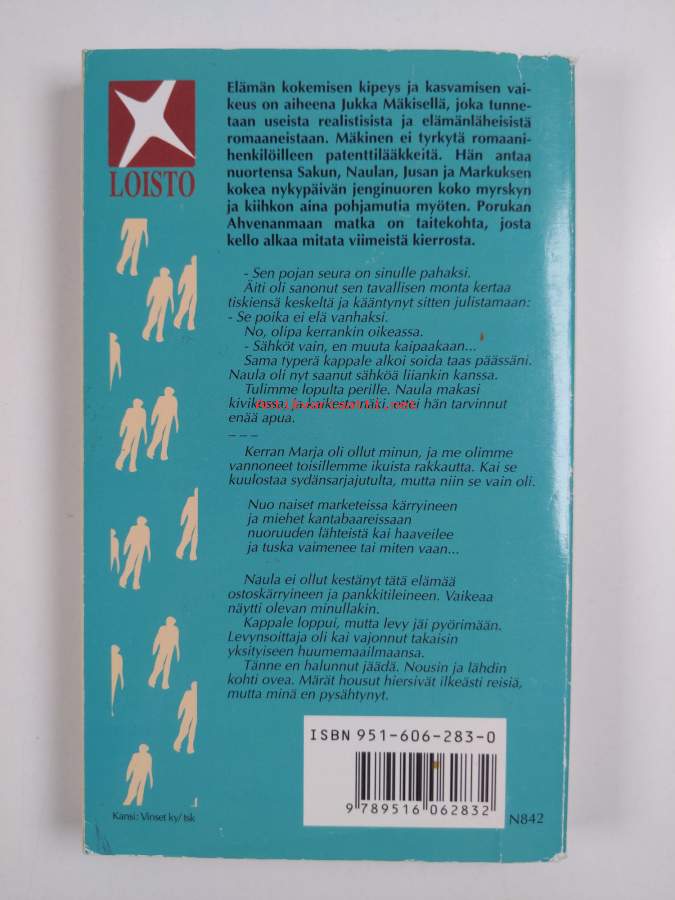 LOISTO
Elämän kokemisen kipeys ja kasvamisen vai-
keus on aiheena Jukka Mäkisellä, joka tunne-
taan useista realistisista ja elämänläheisistä
romaaneistaan. Mäkinen ei tyrkytä romaani-
henkilöilleen patenttilääkkeitä. Hän antaa
nuortensa Sakun, Naulan, Jusan ja Markuksen
kokea nykypäivän jenginuoren koko myrskyn
ja kiihkon aina pohjamutia myöten. Porukan
Ahvenanmaan matka on taitekohta, josta
kello alkaa mitata viimeistä kierrosta.
- Sen pojan seura on sinulle pahaksi.
Äiti oli sanonut sen tavallisen monta kertaa
tiskiensä keskeltä ja kääntynyt sitten julistamaan:
- Se poika ei elä vanhaksi.
No, olipa kerrankin oikeassa.
- Sähköt vain, en muuta kaipaakaan...
Sama typerä kappale alkoi soida taas päässäni.
Naula oli nyt saanut sähköä liiankin kanssa.
Tulimme lopulta perille. Naula makasi
hän tarvinnut
enää apua.
– – –
Kerran Marja oli ollut minun, ja me olimme
vannoneet toisillemme ikuista rakkautta. Kai se
kuulostaa sydänsarjajutulta, mutta niin se vain oli.
Nuo naiset marketeissa kärryineen
ja miehet kantabaareissaan
nuoruuden lähteistä kai haaveilee
ja tuska vaimenee tai miten vaan...
Naula ei ollut kestänyt tätä elämää
ostoskärryineen ja pankkitileineen. Vaikeaa
näytti olevan minullakin.
Kappale loppui, mutta levy jäi pyörimään.
Levynsoittaja oli kai vajonnut takaisin
yksityiseen huumemaailmaansa.
Tänne en halunnut jäädä. Nousin ja lähdin
kohti ovea. Märät housut hiersivät ilkeästi reisiä,
mutta minä en pysähtynyt.
ISBN 951-606-283-0
9 789516 062832
N842
Kansi: Vinset ky/ tsk